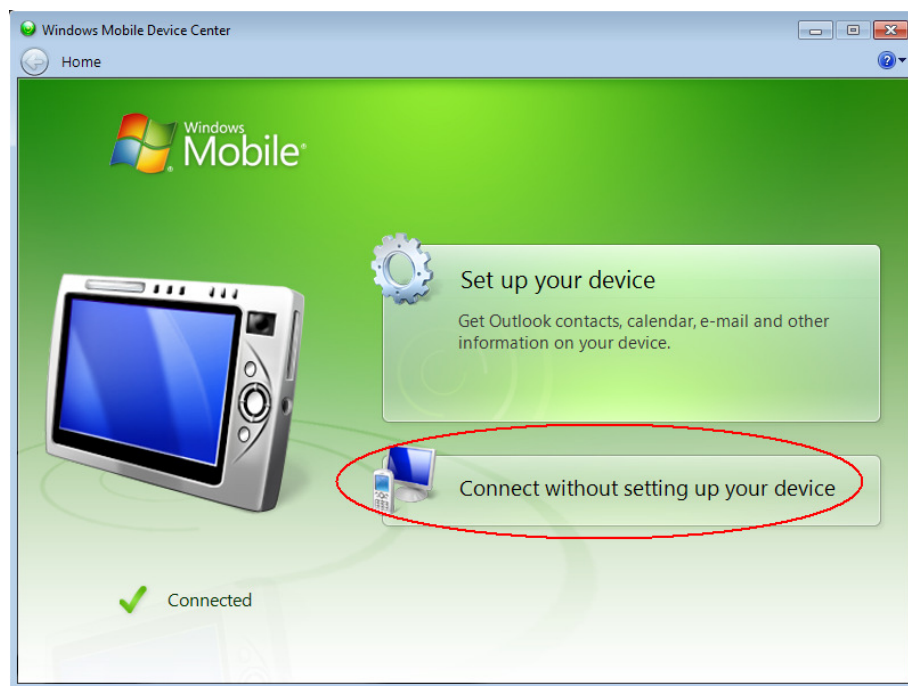 Windows Mobile Device Center
Home
Windows
Mobile
Set up your device
Get Outlook contacts, calendar, e-mail and other
information on your device.
Connect without setting up your device
Connected